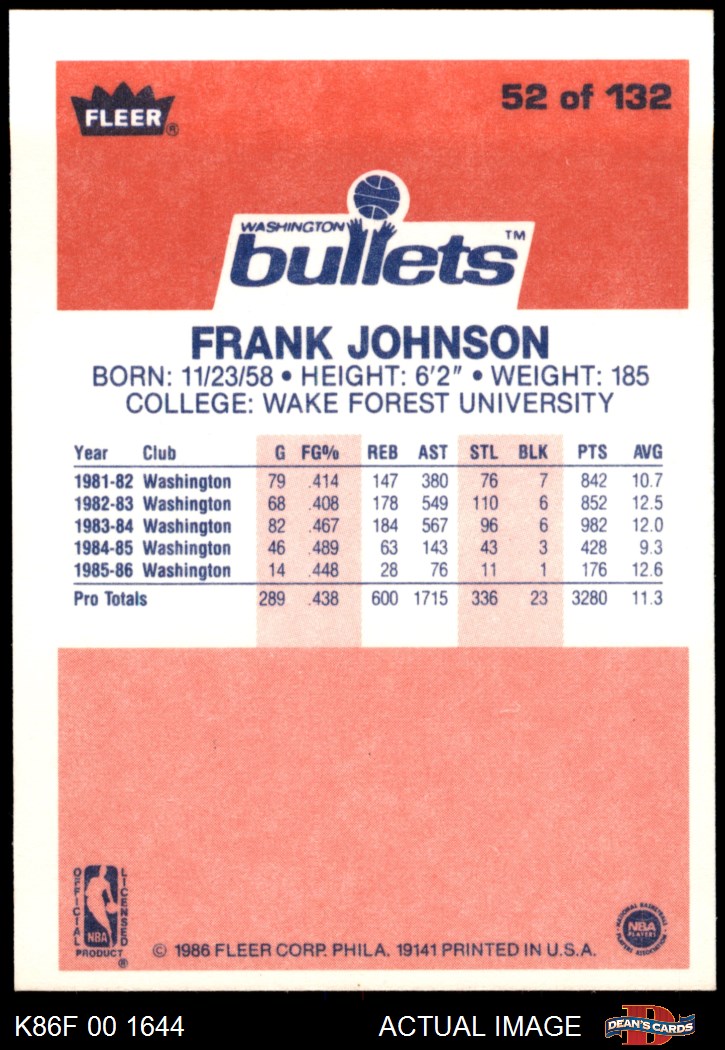 FLEER®
52 of 132
WASHINGTON
bullets™
FRANK JOHNSON
BORN: 11/23/58 • HEIGHT: 6'2" • WEIGHT: 185
COLLEGE: WAKE FOREST UNIVERSITY
Year Club G FG% REB AST STL BLK PTS AVG
1981-82 Washington 79 .414 147 380 76 7 842 10.7
1982-83 Washington 68 .408 178 549 110 6 852 12.5
1983-84 Washington 82 .467 184 567 96 6 982 12.0
1984-85 Washington 46 .489 63 143 43 3 428 9.3
1985-86 Washington 14 .448 28 76 11 1 176 12.6
Pro Totals 289 .438 600 1715 336 23 3280 11.3
OFFICIAL LICENSED
NBA
PRODUCT ®
© 1986 FLEER CORP. PHILA. 19141 PRINTED IN U.S.A.
NATIONAL BASKETBALL
NBA
PLAYERS
PLAYERS ASSOCIATION
K86F 00 1644
ACTUAL IMAGE
D
DEAN'S CARDS